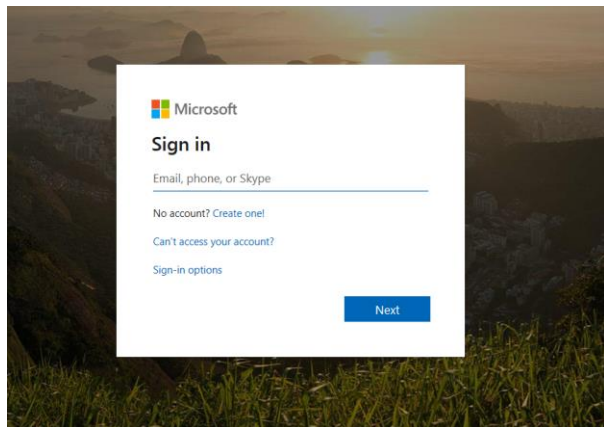 Microsoft
Sign in
Email, phone, or Skype
No account? Create one!
Can't access your account?
Sign-in options
Next